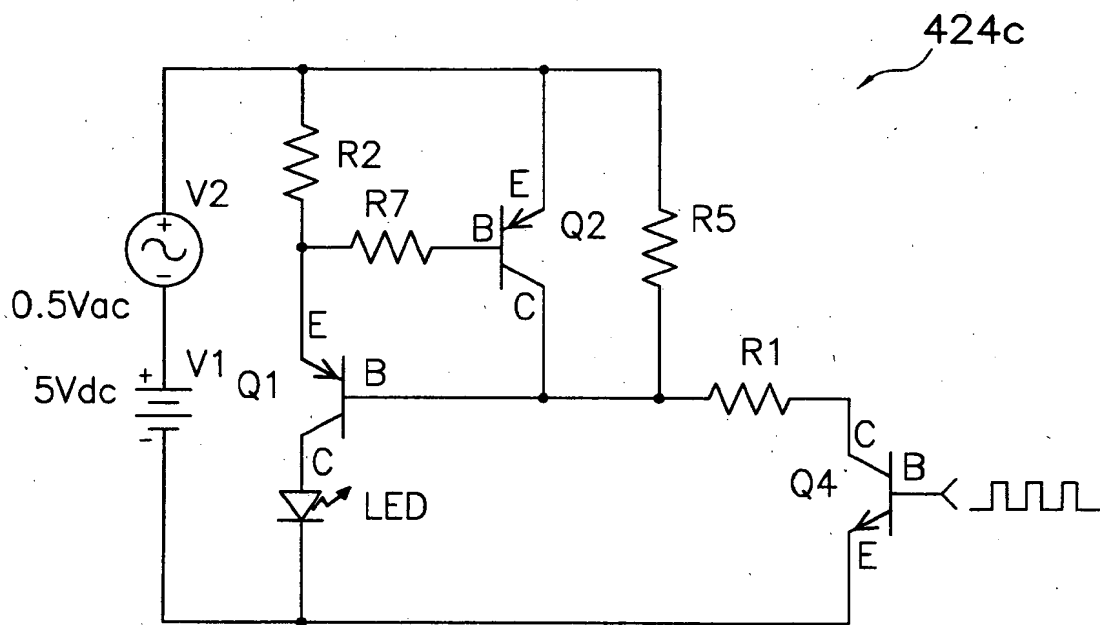 424c
R2
V2
E
R7
B
Q2
R5
+
-
0.5Vac
C
E
R1
V1
+
5Vdc
Q1
B
-
C
C
B
Q4
LED
E